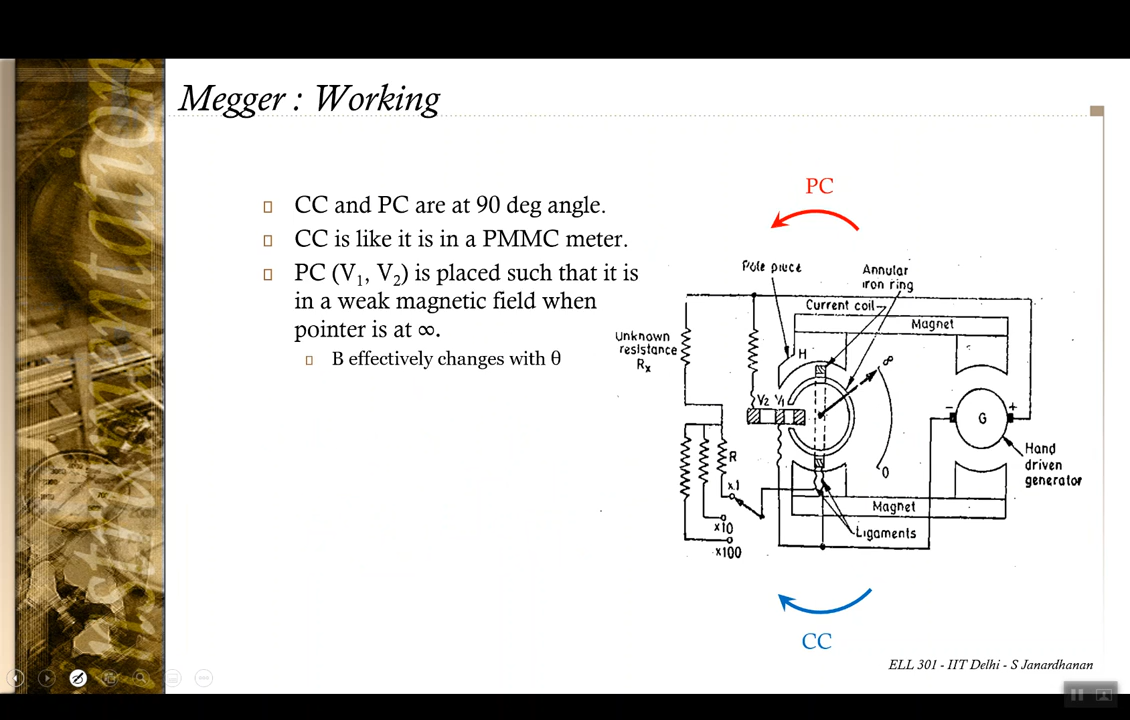 Megger : Working
CC and PC are at 90 deg angle.
CC is like it is in a PMMC meter.
PC (V₁, V₂) is placed such that it is
in a weak magnetic field when
pointer is at ∞.
B effectively changes with θ
PC
Pole piece
Annular
iron ring
Current coil
Magnet
Unknown
resistance
Rx
H
∞
V₂ V₁
- +
G
R
0
Hand
driven
generator
x1
x10
x100
Magnet
Ligaments
CC
ELL 301 - IIT Delhi - S Janardhanan